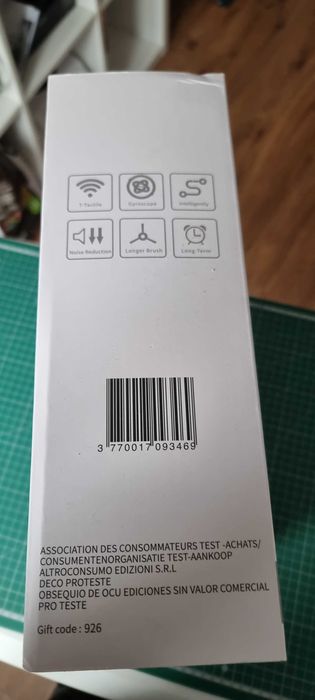 T-Tactile
Gyroscope
Intelligently
Noise Reduction
Longer Brush
Long Term
3 770017 093469
ASSOCIATION DES CONSOMMATEURS TEST -ACHATS/
CONSUMENTENORGANISATIE TEST-AANKOOP
ALTROCONSUMO EDIZIONI S.R.L
DECO PROTESTE
OBSEQUIO DE OCU EDICIONES SIN VALOR COMERCIAL
PRO TESTE
Gift code : 926